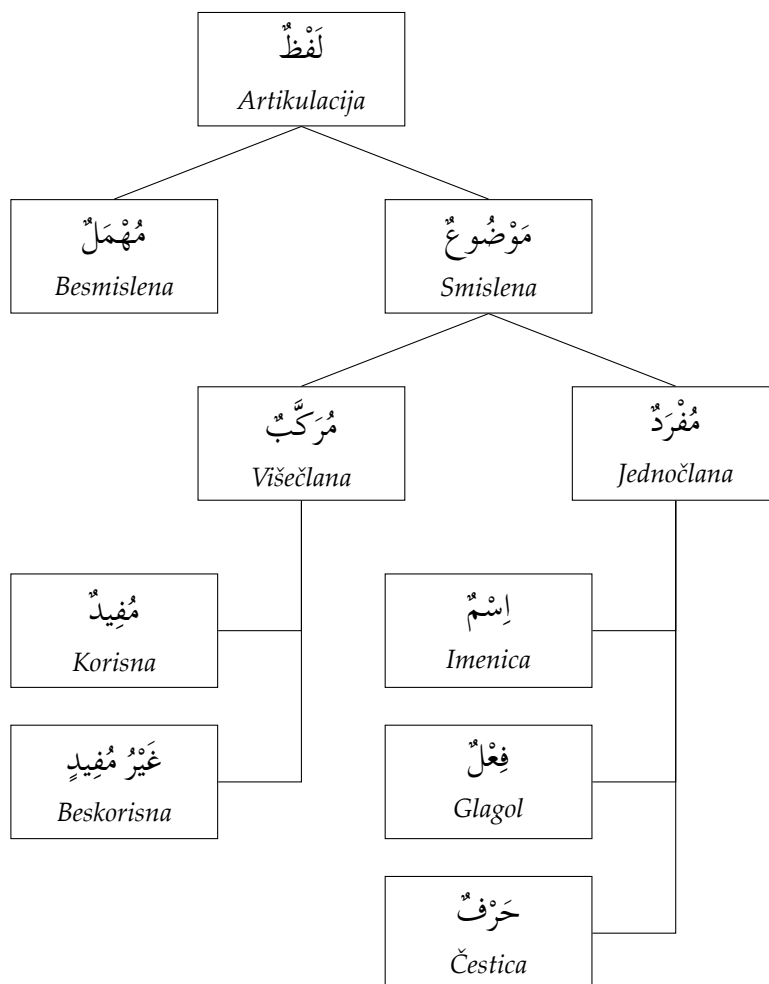 لَفْظٌ
Artikulacija
مُهْمَلٌ
Besmislena
مَوْضُوعٌ
Smislena
مُرَكَّبٌ
Višečlana
مُفْرَدٌ
Jednočlana
مُفِيدٌ
Korisna
اِسْمٌ
Imenica
غَيْرُ مُفِيدٍ
Beskorisna
فِعْلٌ
Glagol
حَرْفٌ
Čestica